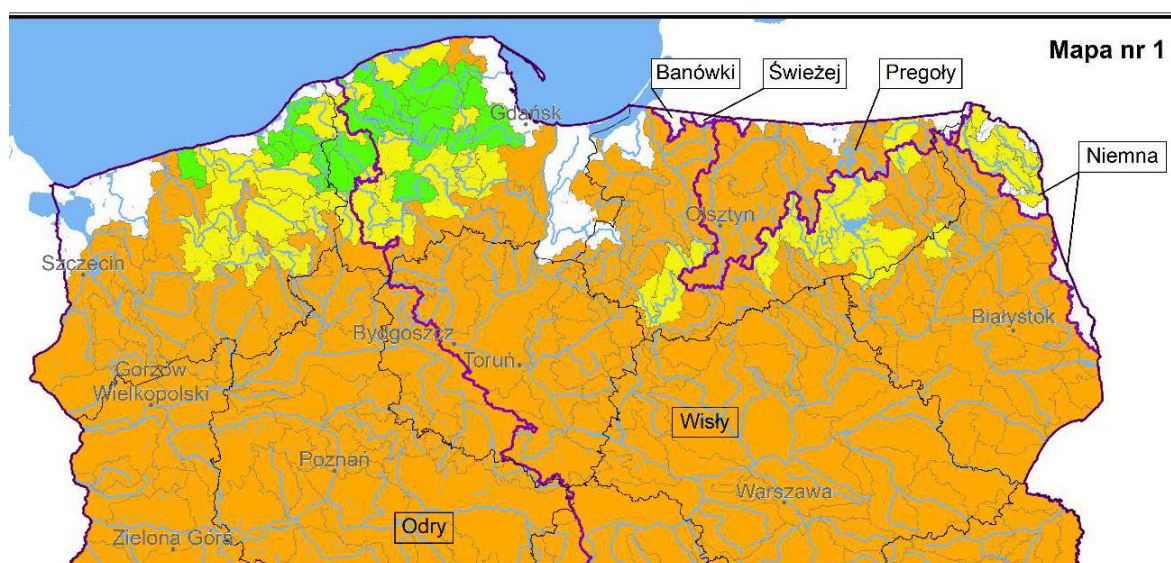 Mapa nr 1
Banówki
Świeżej
Pregoły
Gdańsk
Niemna
Olsztyn
Szczecin
Białystok
Bydgoszcz
Toruń
Gorzów
Wielkopolski
Wisły
Poznań
Warszawa
Odry
Zielona Góra